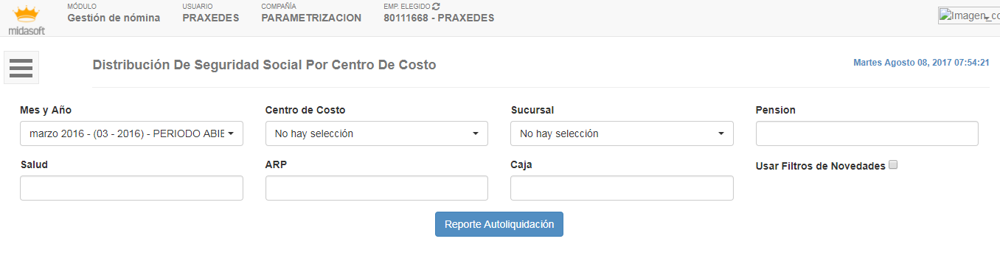 midasoft
MÓDULO
Gestión de nómina
USUARIO
PRAXEDES
COMPAÑÍA
PARAMETRIZACION
EMP. ELEGIDO
80111668 - PRAXEDES
Imagen_co
Distribución De Seguridad Social Por Centro De Costo
Martes Agosto 08, 2017 07:54:21
Mes y Año
Centro de Costo
Sucursal
Pension
marzo 2016 - (03 - 2016) - PERIODO ABIE
No hay selección
No hay selección
Salud
ARP
Caja
Usar Filtros de Novedades
Reporte Autoliquidación